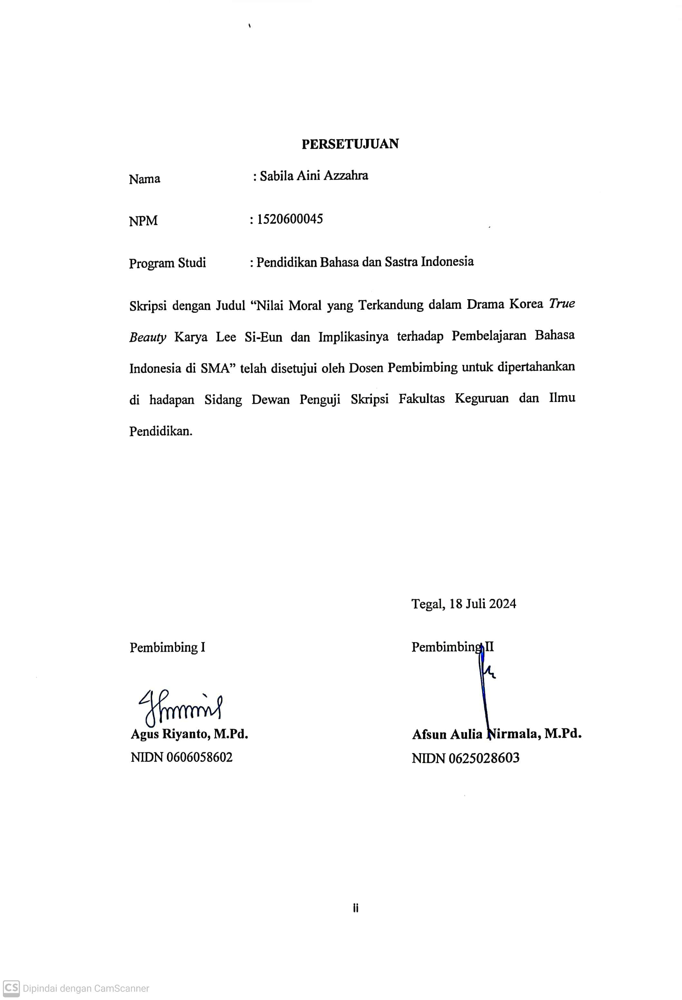 PERSETUJUAN
Nama : Sabila Aini Azzahra
NPM : 1520600045
Program Studi : Pendidikan Bahasa dan Sastra Indonesia
Skripsi dengan Judul “Nilai Moral yang Terkandung dalam Drama Korea True
Beauty Karya Lee Si-Eun dan Implikasinya terhadap Pembelajaran Bahasa
Indonesia di SMA” telah disetujui oleh Dosen Pembimbing untuk dipertahankan
di hadapan Sidang Dewan Penguji Skripsi Fakultas Keguruan dan Ilmu
Pendidikan.
Tegal, 18 Juli 2024
Pembimbing I
Pembimbing II
Agus Riyanto, M.Pd.
Afsun Aulia Nirmala, M.Pd.
NIDN 0606058602
NIDN 0625028603
ii
CS Dipindai dengan CamScanner